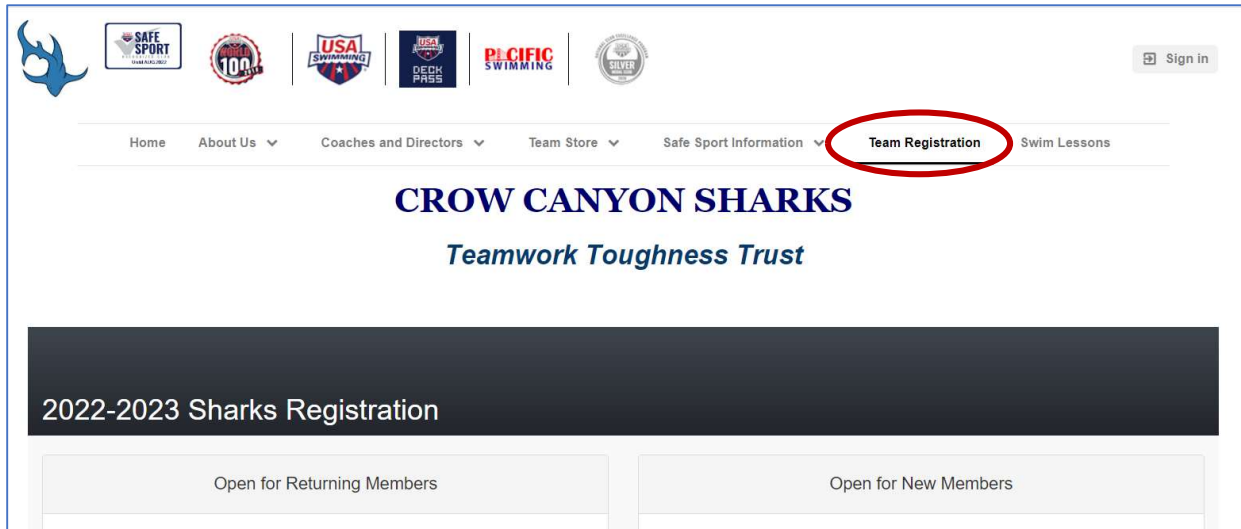 SAFE
SPORT
USA
SWIMMING
USA
DECK
PASS
PACIFIC
SWIMMING
WORLD
100
SILVER
Sign in
Home About Us Coaches and Directors Team Store Safe Sport Information Team Registration Swim Lessons
CROW CANYON SHARKS
Teamwork Toughness Trust
2022-2023 Sharks Registration
Open for Returning Members Open for New Members